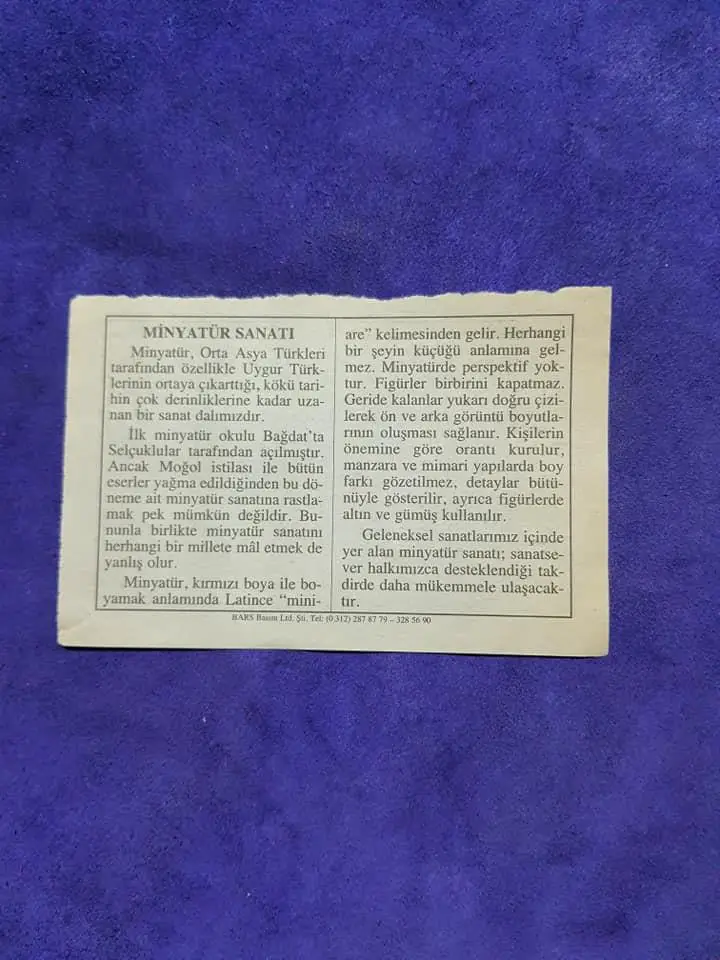 MİNYATÜR SANATI
Minyatür, Orta Asya Türkleri
tarafından özellikle Uygur Türk-
lerinin ortaya çıkarttığı, kökü tari-
hin çok derinliklerine kadar uza-
nan bir sanat dalımızdır.
İlk minyatür okulu Bağdat'ta
Selçuklular tarafından açılmıştır.
Ancak Moğol istilası ile bütün
eserler yağma edildiğinden bu dö-
neme ait minyatür sanatına rastla-
mak pek mümkün değildir. Bu-
nunla birlikte minyatür sanatını
herhangi bir millete mâl etmek de
yanlış olur.
Minyatür, kırmızı boya ile bo-
yamak anlamında Latince “mini-
are” kelimesinden gelir. Herhangi
bir şeyin küçüğü anlamına gel-
mez. Minyatürde perspektif yok-
tur. Figürler birbirini kapatmaz.
Geride kalanlar yukarı doğru çizi-
lerek ön ve arka görüntü boyutla-
rının oluşması sağlanır. Kişilerin
önemine göre orantı kurulur,
manzara ve mimari yapılarda boy
farkı gözetilmez, detaylar bütü-
nüyle gösterilir, ayrıca figürlerde
altın ve gümüş kullanılır.
Geleneksel sanatlarımız içinde
yer alan minyatür sanatı; sanatse-
ver halkımızca desteklendiği tak-
dirde daha mükemmele ulaşacak-
tır.
BARS Basım Ltd. Şti. Tel: (0.312) 287 87 79 – 328 56 90